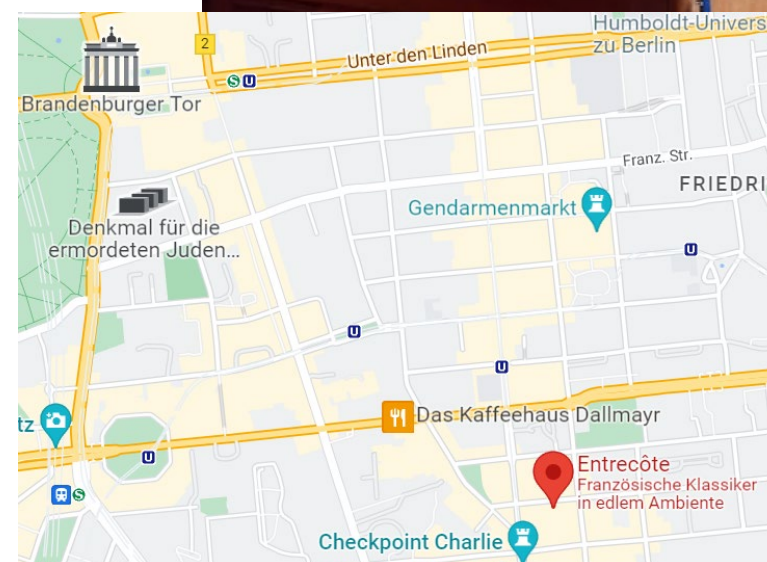 Humboldt-Univers
zu Berlin
2
Unter den Linden
S U
Brandenburger Tor
Franz. Str.
FRIEDRI
Gendarmenmarkt
Denkmal für die
ermordeten Juden...
U
U
U
tz
Das Kaffeehaus Dallmayr
U
Entrecôte
Französische Klassiker
in edlem Ambiente
S
Checkpoint Charlie